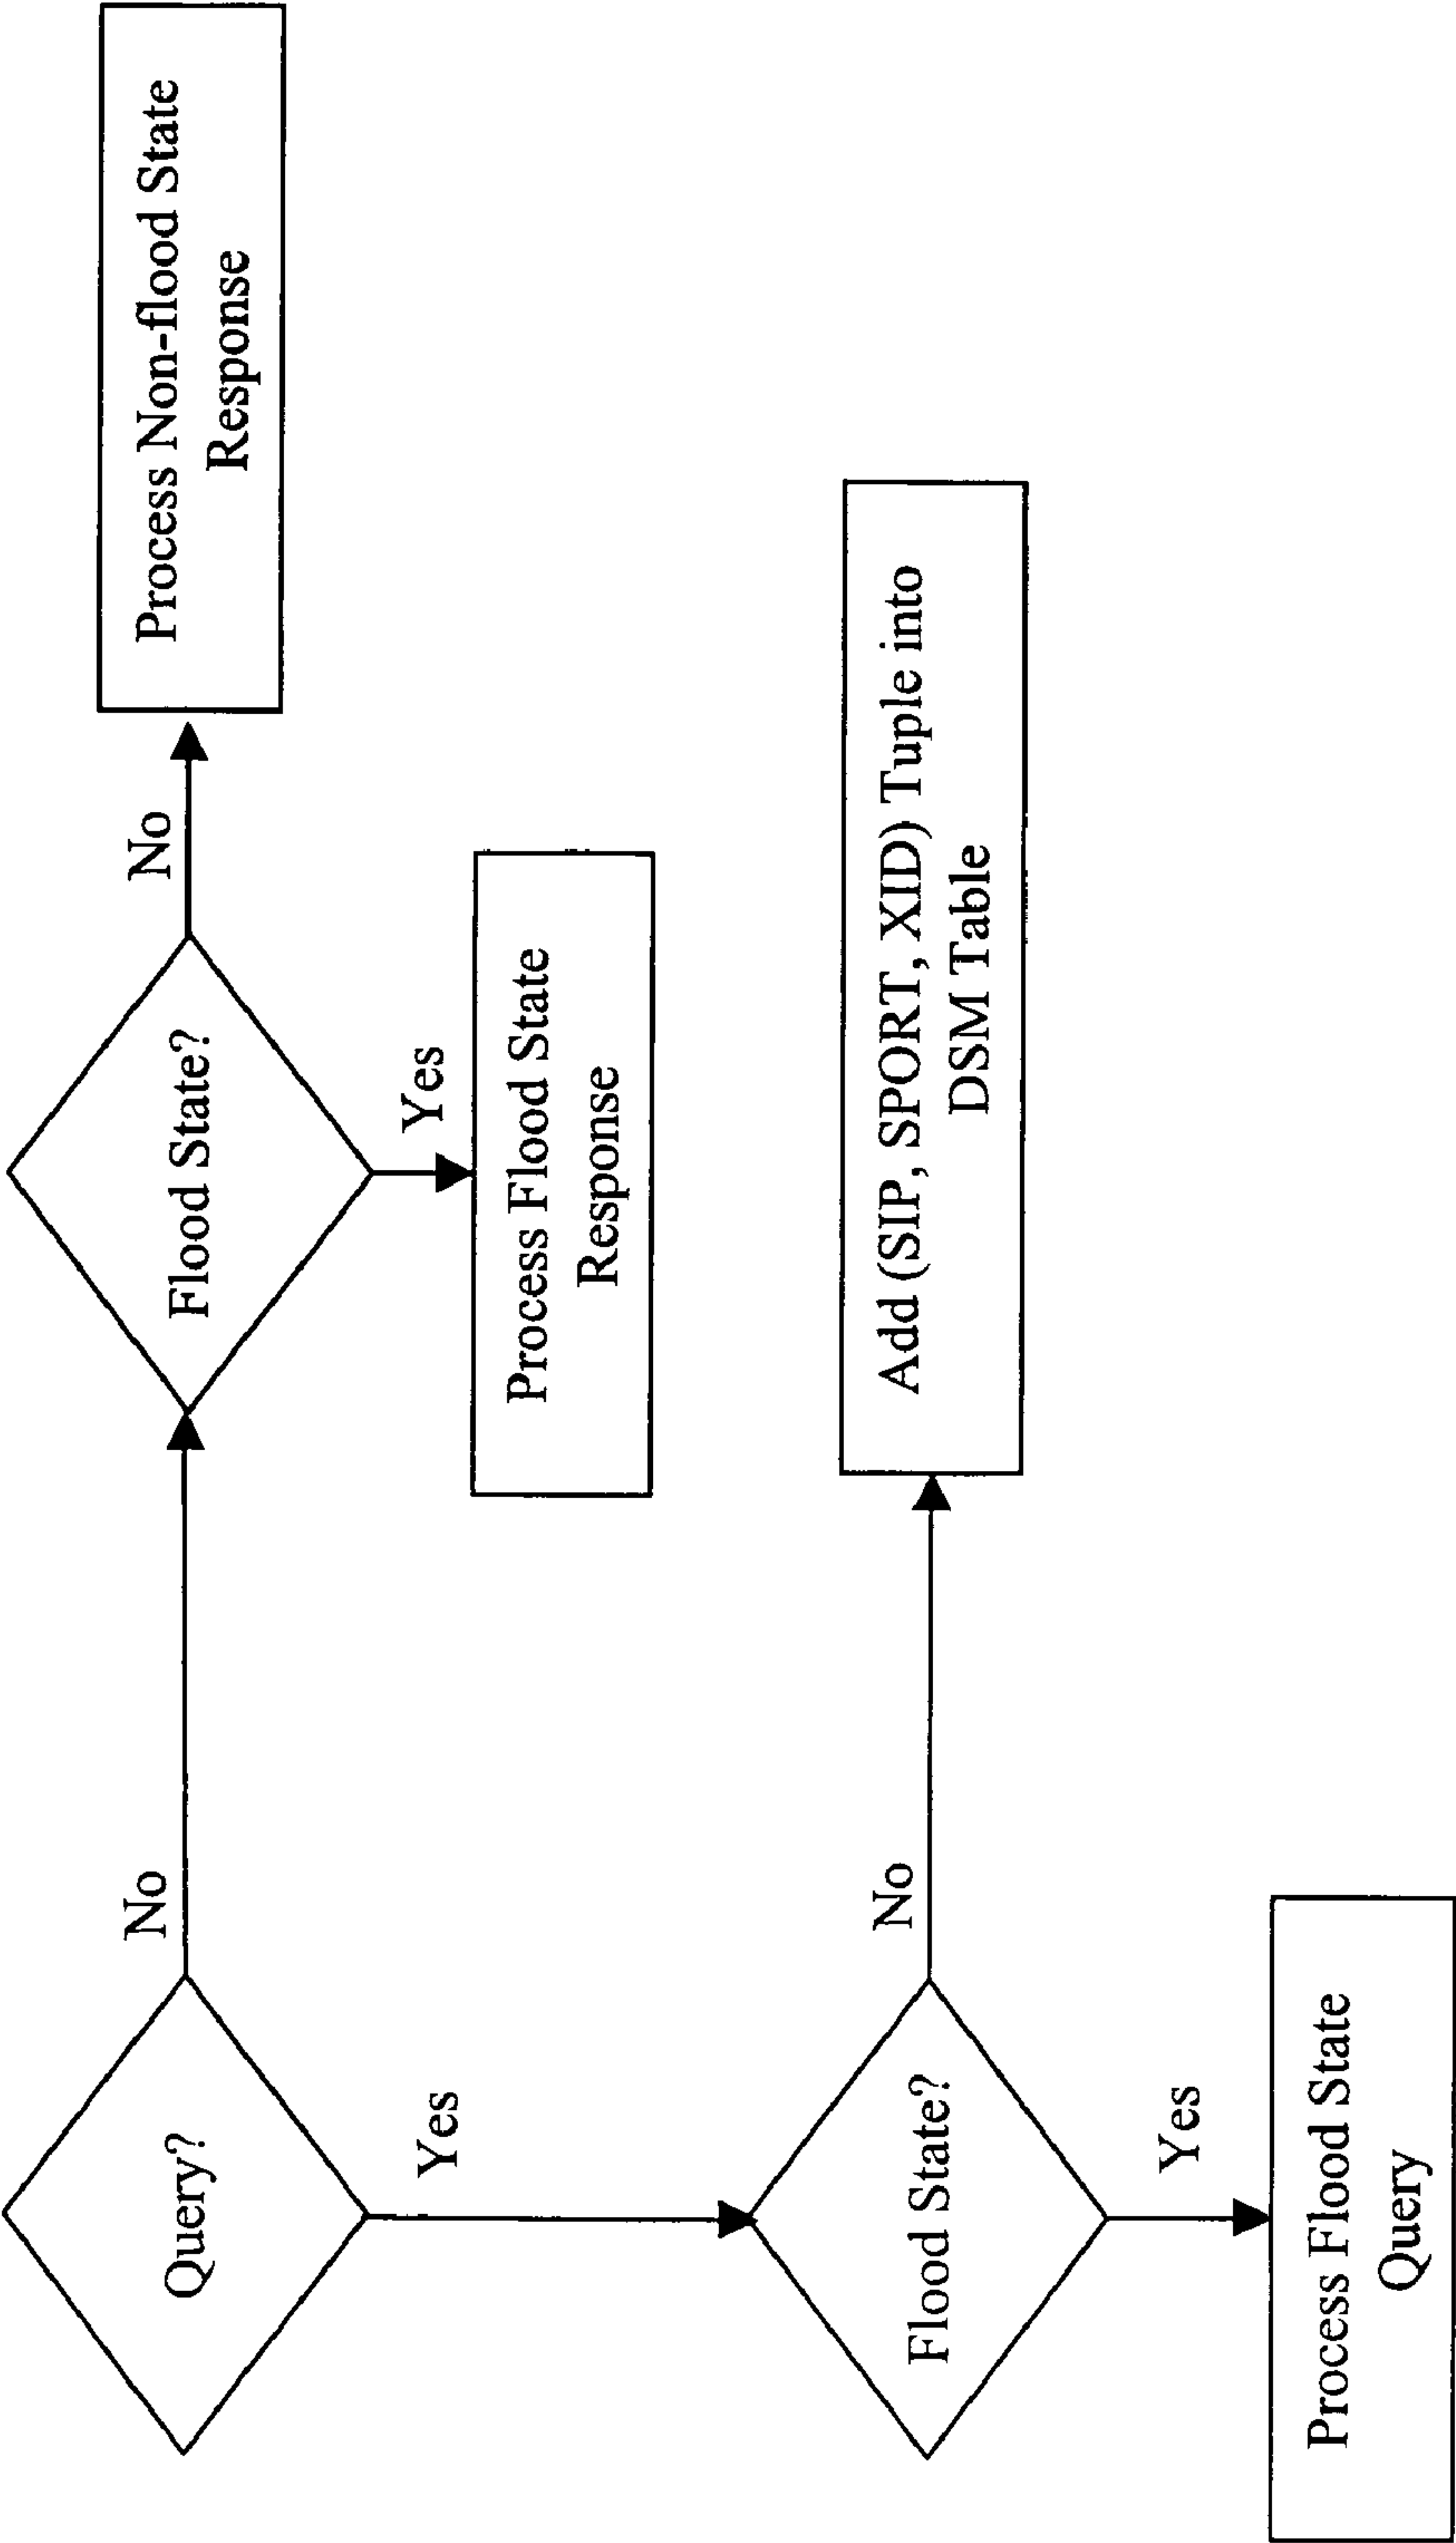 Query?
No
Flood State?
No
Process Non-flood State
Response
Yes
Yes
Process Flood State
Response
Flood State?
No
Add (SIP, SPORT, XID) Tuple into
DSM Table
Yes
Process Flood State
Query